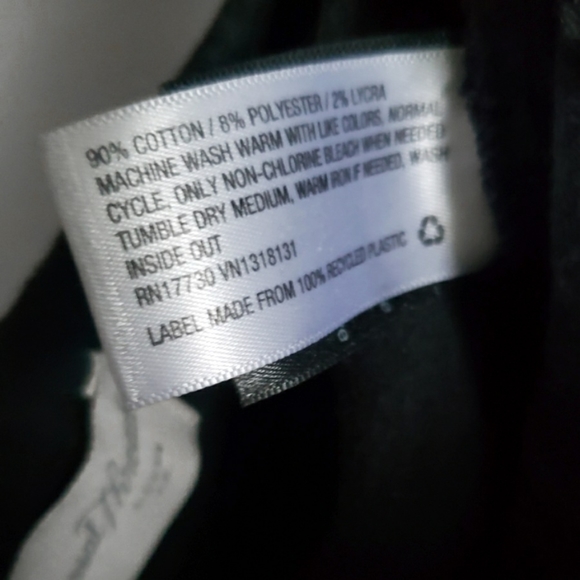 90% COTTON / 8% POLYESTER / 2% LYCRA
MACHINE WASH WARM WITH LIKE COLORS, NORMAL
CYCLE, ONLY NON-CHLORINE BLEACH WHEN NEEDED
TUMBLE DRY MEDIUM, WARM IRON IF NEEDED, WASH
INSIDE OUT
RN17730 VN1318131
LABEL MADE FROM 100% RECYCLED PLASTIC